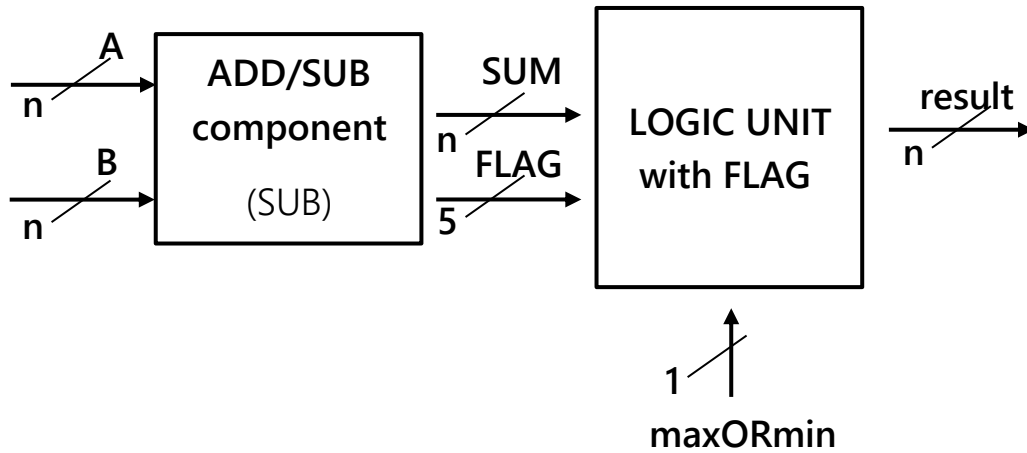 A
n
B
n
ADD/SUB
component
(SUB)
SUM
n
FLAG
5
LOGIC UNIT
with FLAG
result
n
1
maxORmin